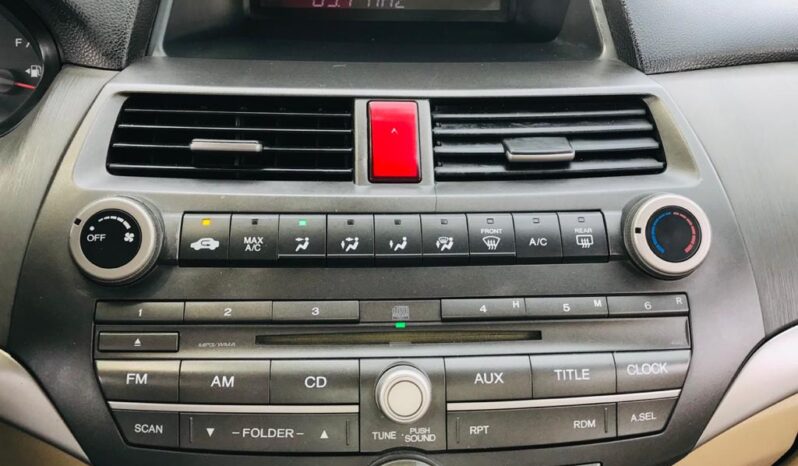 F
OFF
MAX A/C
FRONT
A/C
REAR
1 2 3 4 H 5 M 6 R
MP3/WMA
FM AM CD AUX TITLE CLOCK
SCAN
- FOLDER -
TUNE
PUSH SOUND
RPT RDM
A.SEL